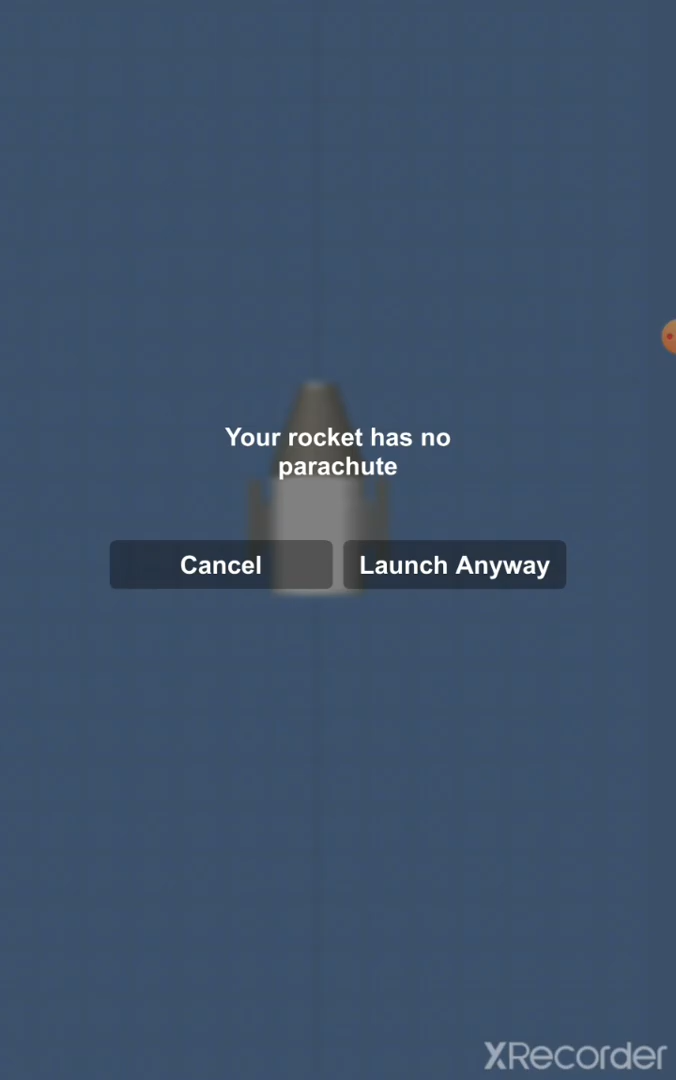 Your rocket has no
parachute
Cancel
Launch Anyway
XRecorder